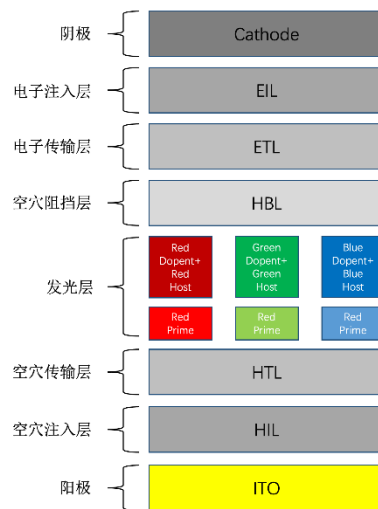 阴极
Cathode
电子注入层
EIL
电子传输层
ETL
空穴阻挡层
HBL
发光层
Red
Dopent+
Red
Host
Green
Dopent+
Green
Host
Blue
Dopent+
Blue
Host
Red
Prime
Red
Prime
Red
Prime
空穴传输层
HTL
空穴注入层
HIL
阳极
ITO